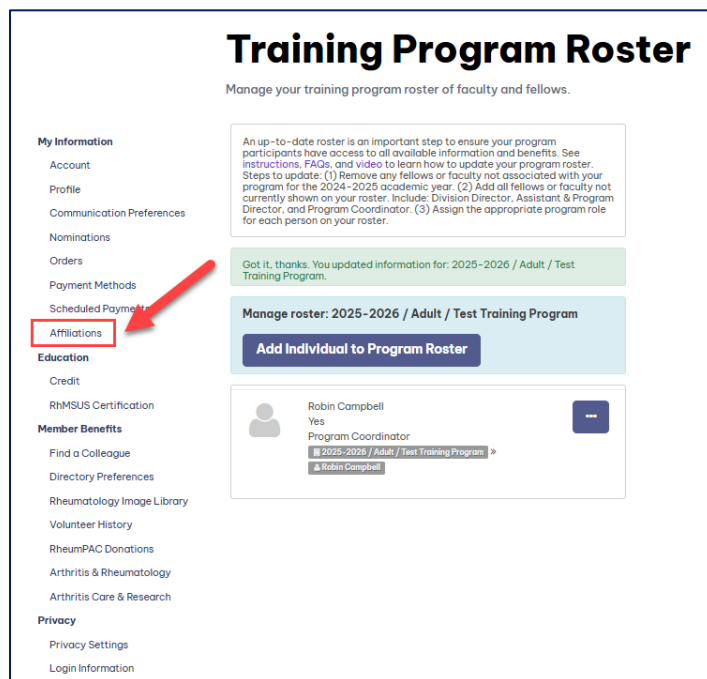 Training Program Roster
Manage your training program roster of faculty and fellows.
My Information
Account
Profile
Communication Preferences
Nominations
Orders
Payment Methods
Scheduled Payments
Affiliations
Education
Credit
RhMSUS Certification
Member Benefits
Find a Colleague
Directory Preferences
Rheumatology Image Library
Volunteer History
RheumPAC Donations
Arthritis & Rheumatology
Arthritis Care & Research
Privacy
Privacy Settings
Login Information
An up-to-date roster is an important step to ensure your program
participants have access to all available information and benefits. See
instructions, FAQs, and video to learn how to update your program roster.
Steps to update: (1) Remove any fellows or faculty not associated with your
program for the 2024-2025 academic year. (2) Add all fellows or faculty not
currently shown on your roster. Include: Division Director, Assistant & Program
Director, and Program Coordinator. (3) Assign the appropriate program role
for each person on your roster.
Got it, thanks. You updated information for: 2025-2026 / Adult / Test
Training Program.
Manage roster: 2025-2026 / Adult / Test Training Program
Add Individual to Program Roster
Robin Campbell
Yes
Program Coordinator
2025-2026 / Adult / Test Training Program »
Robin Campbell